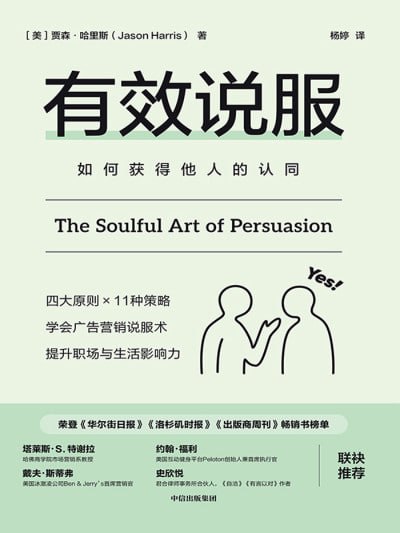 [美]贾森·哈里斯(Jason Harris) 著
杨婷 译
有效说服
如何获得他人的认同
The Soulful Art of Persuasion
Yes!
四大原则×11种策略
学会广告营销说服术
提升职场与生活影响力
荣登《华尔街日报》《洛杉矶时报》《出版商周刊》畅销书榜单
塔莱斯·S.特谢拉
哈佛商学院市场营销系教授
约翰·福利
美国互动健身平台Peloton创始人兼首席执行官
戴夫·斯蒂弗
美国冰激凌公司Ben & Jerry's首席营销官
史欣悦
君合律师事务所合伙人,《自洽》《有言以对》作者
联袂
推荐
中信出版集团